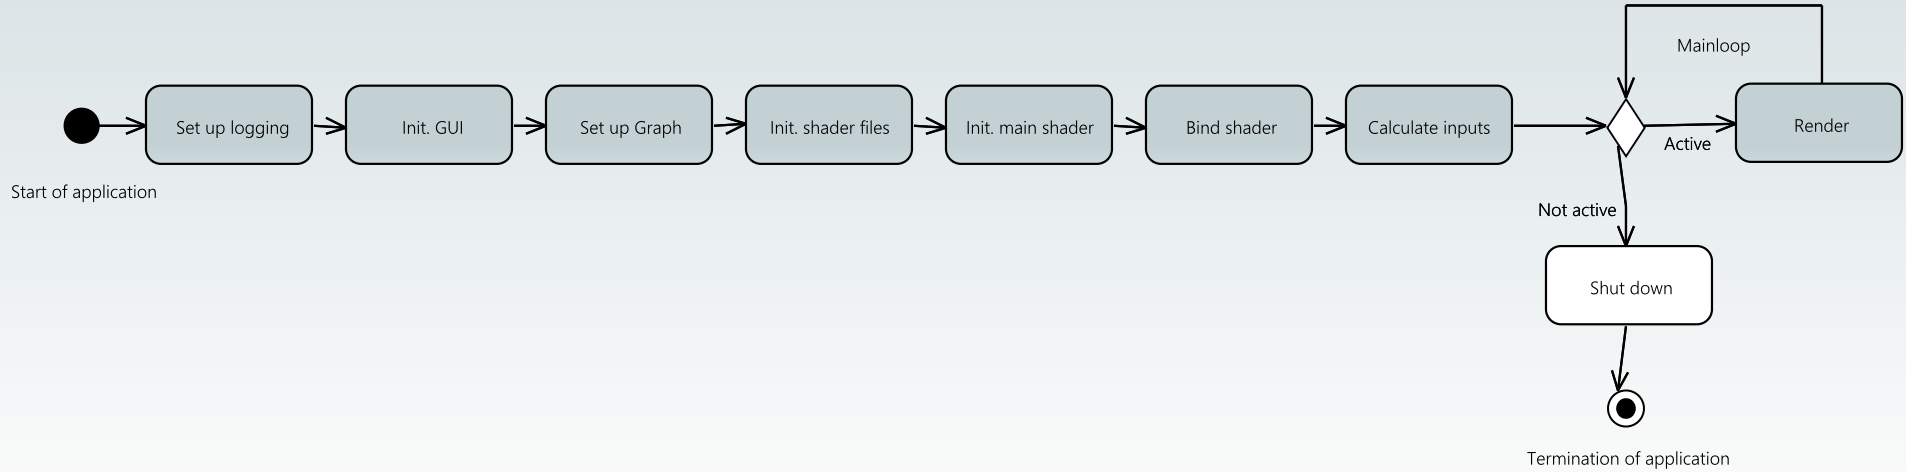 Mainloop
Set up logging
Init. GUI
Set up Graph
Init. shader files
Init. main shader
Bind shader
Calculate inputs
Render
Active
Start of application
Not active
Shut down
Termination of application